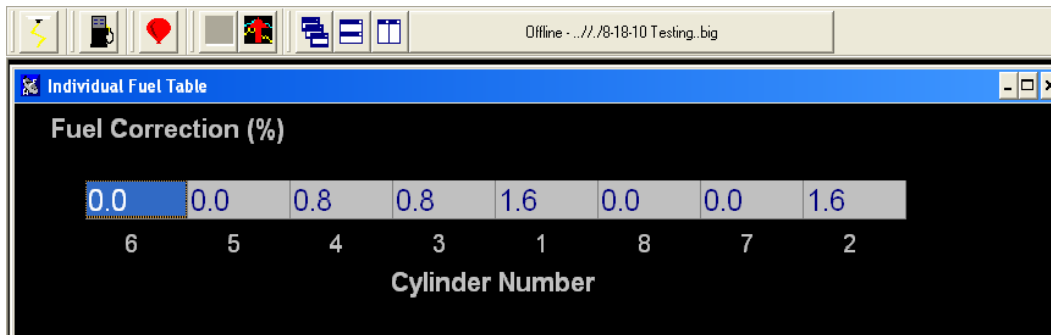 Offline - ..//./8-18-10 Testing..big
Individual Fuel Table
Fuel Correction (%)
0.0 0.0 0.8 0.8 1.6 0.0 0.0 1.6
6 5 4 3 1 8 7 2
Cylinder Number